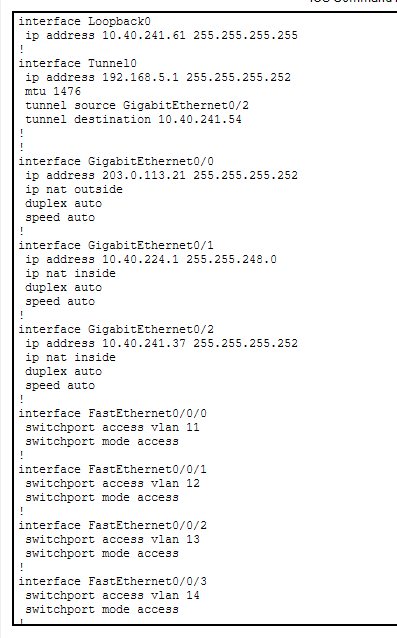 interface Loopback0
ip address 10.40.241.61 255.255.255.255
!
interface Tunnel0
ip address 192.168.5.1 255.255.255.252
mtu 1476
tunnel source GigabitEthernet0/2
tunnel destination 10.40.241.54
!
!
interface GigabitEthernet0/0
ip address 203.0.113.21 255.255.255.252
ip nat outside
duplex auto
speed auto
!
interface GigabitEthernet0/1
ip address 10.40.224.1 255.255.248.0
ip nat inside
duplex auto
speed auto
!
interface GigabitEthernet0/2
ip address 10.40.241.37 255.255.255.252
ip nat inside
duplex auto
speed auto
!
interface FastEthernet0/0/0
switchport access vlan 11
switchport mode access
!
interface FastEthernet0/0/1
switchport access vlan 12
switchport mode access
!
interface FastEthernet0/0/2
switchport access vlan 13
switchport mode access
!
interface FastEthernet0/0/3
switchport access vlan 14
switchport mode access
!